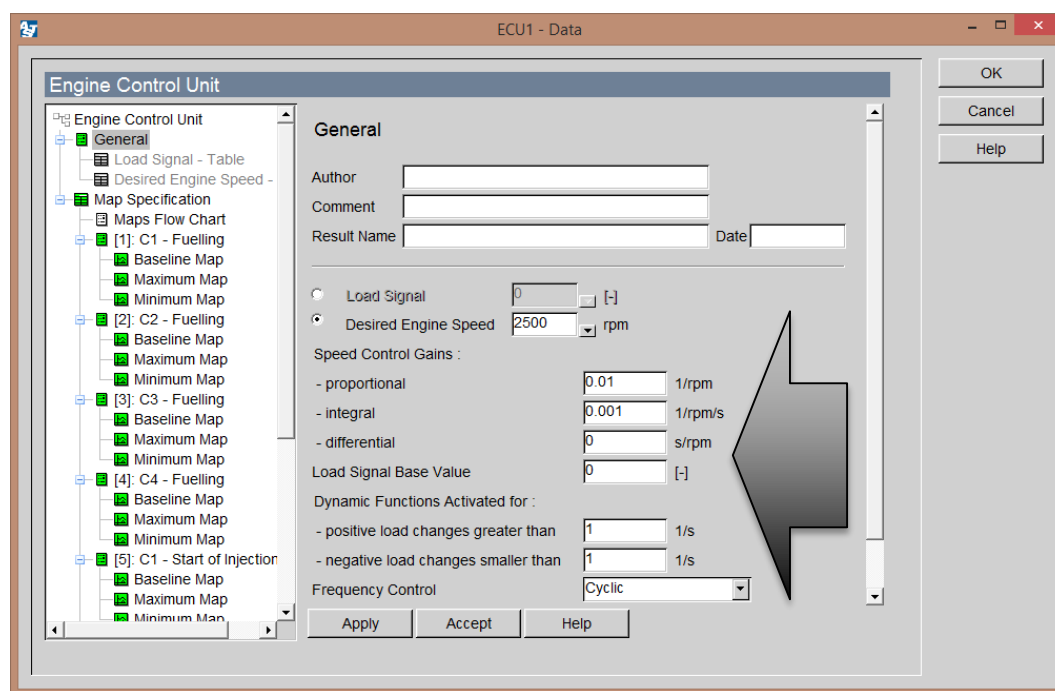 ECU1 - Data
Engine Control Unit
OK
Cancel
Help
Engine Control Unit
General
Load Signal - Table
Desired Engine Speed -
Map Specification
Maps Flow Chart
[1]: C1 - Fuelling
Baseline Map
Maximum Map
Minimum Map
[2]: C2 - Fuelling
Baseline Map
Maximum Map
Minimum Map
[3]: C3 - Fuelling
Baseline Map
Maximum Map
Minimum Map
[4]: C4 - Fuelling
Baseline Map
Maximum Map
Minimum Map
[5]: C1 - Start of Injection
Baseline Map
Maximum Map
Minimum Map
General
Author
Comment
Result Name Date
Load Signal 0 [-]
Desired Engine Speed 2500 rpm
Speed Control Gains :
- proportional 0.01 1/rpm
- integral 0.001 1/rpm/s
- differential 0 s/rpm
Load Signal Base Value 0 [-]
Dynamic Functions Activated for :
- positive load changes greater than 1 1/s
- negative load changes smaller than 1 1/s
Frequency Control Cyclic
Apply Accept Help